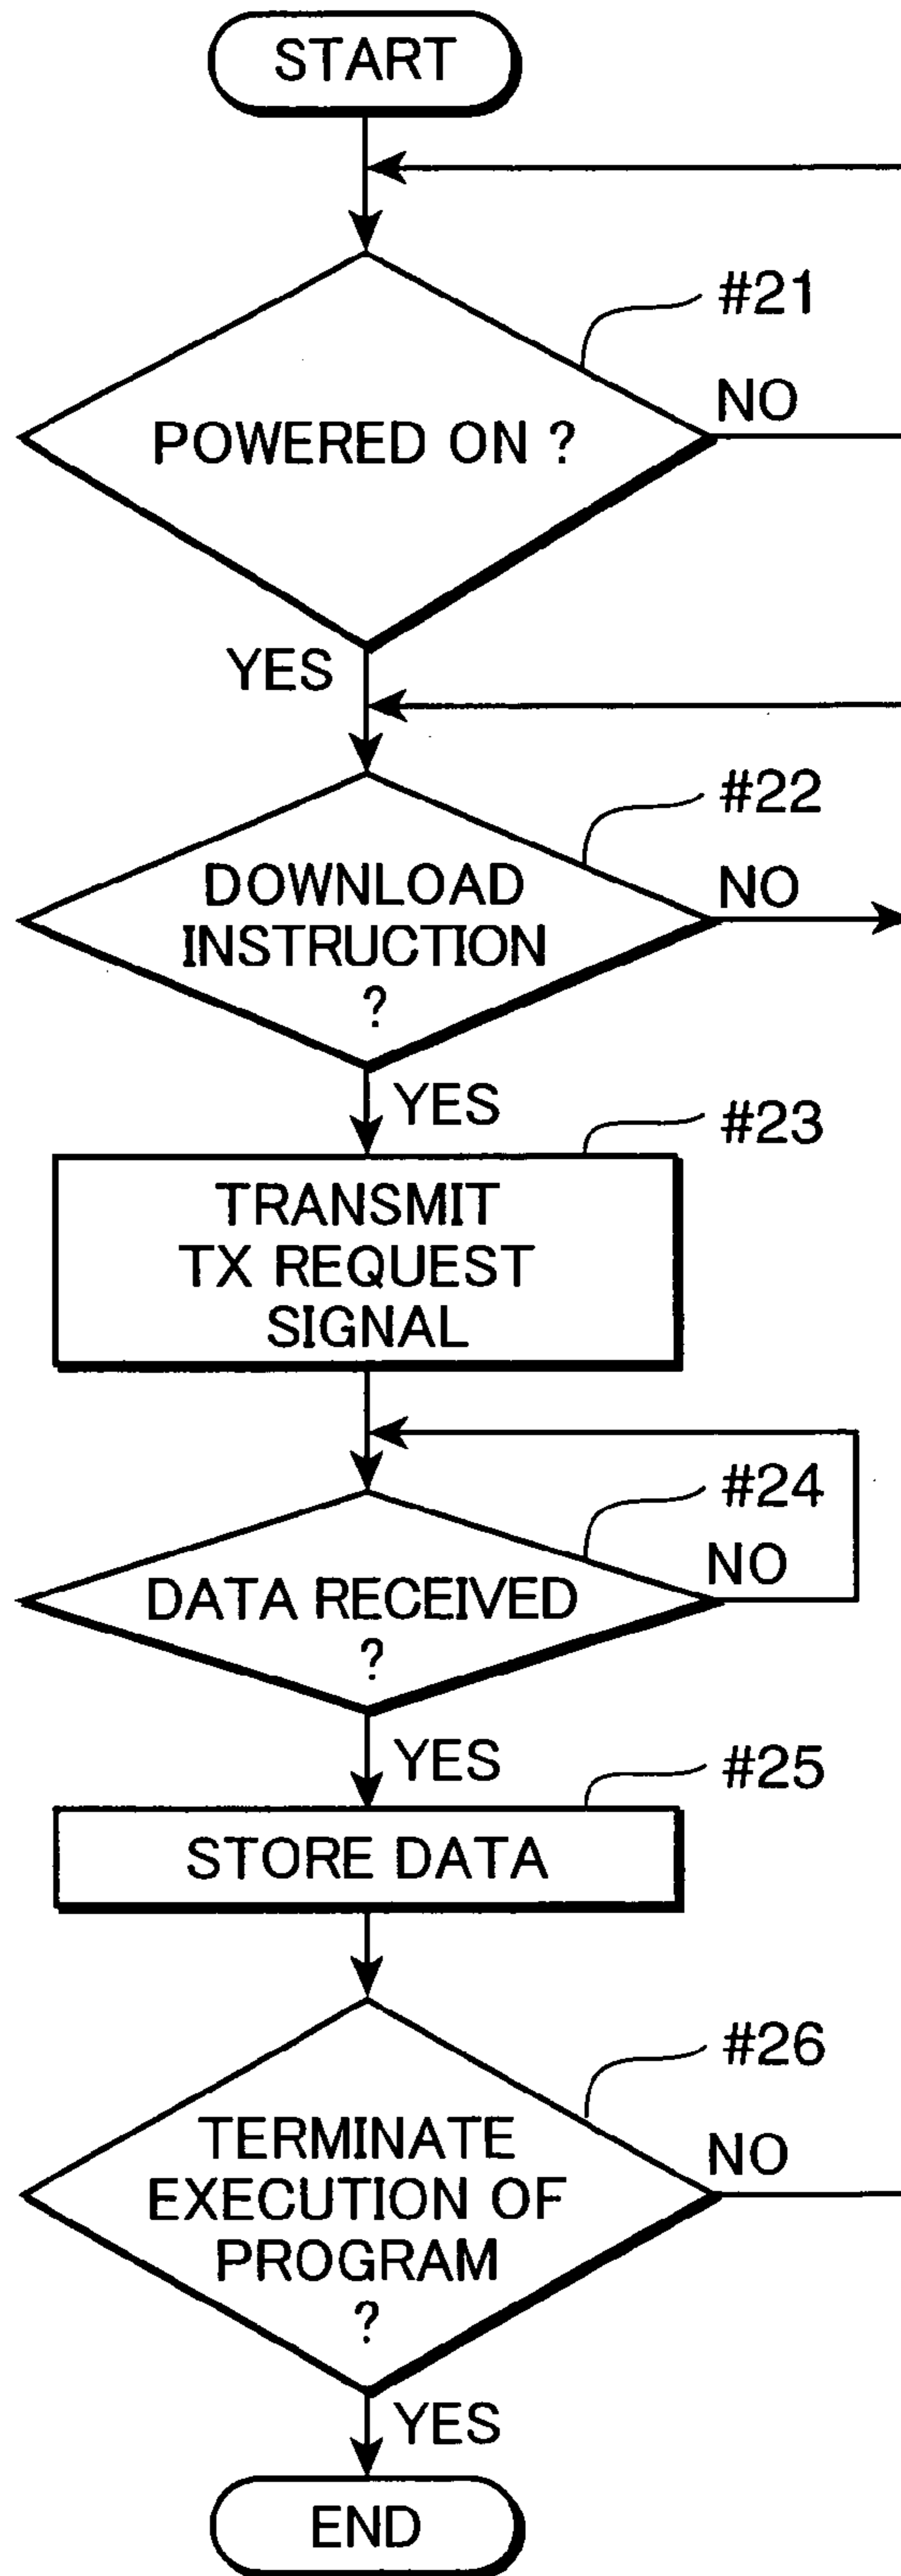 START
#21
NO
POWERED ON ?
YES
#22
NO
DOWNLOAD
INSTRUCTION
?
YES
#23
TRANSMIT
TX REQUEST
SIGNAL
#24
NO
DATA RECEIVED
?
YES
#25
STORE DATA
#26
NO
TERMINATE
EXECUTION OF
PROGRAM
?
YES
END